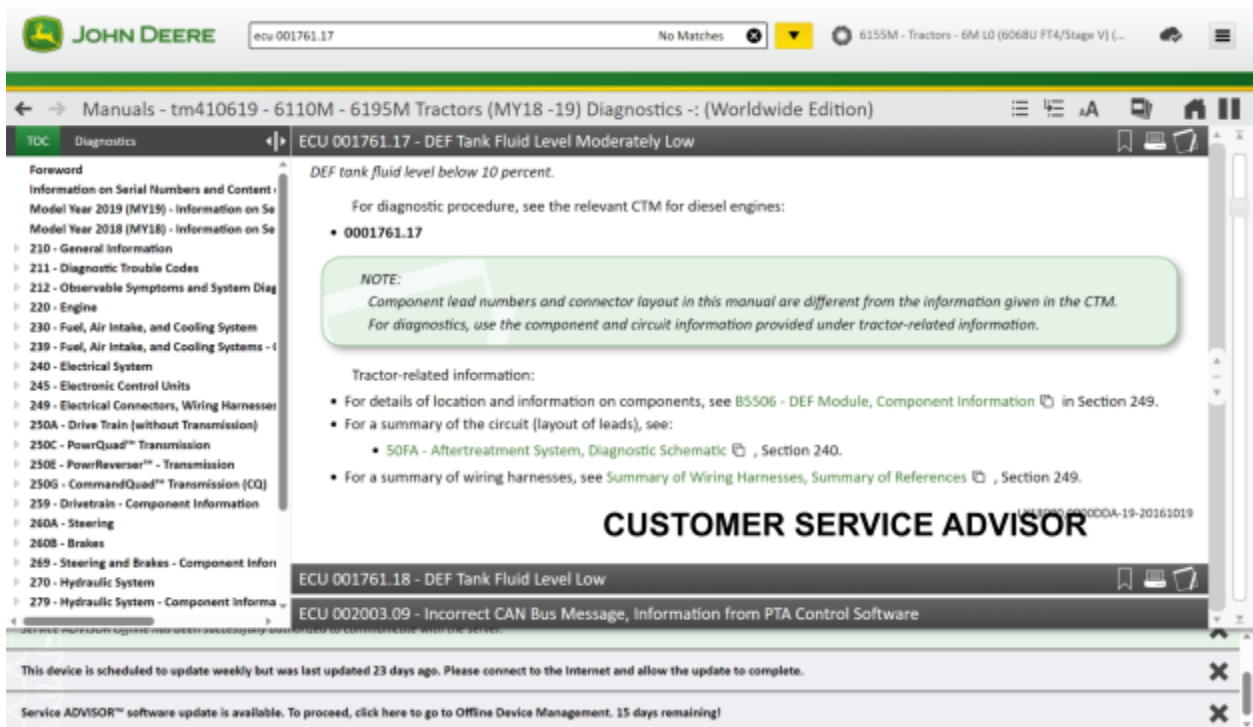 JOHN DEERE
ecu 001761.17 No Matches
6155M - Tractors - 6M L0 (6068U FT4/Stage V) (...
Manuals - tm410619 - 6110M - 6195M Tractors (MY18 -19) Diagnostics -: (Worldwide Edition)
TOC Diagnostics
ECU 001761.17 - DEF Tank Fluid Level Moderately Low
Foreword
Information on Serial Numbers and Content
Model Year 2019 (MY19) - Information on Se
Model Year 2018 (MY18) - Information on Se
210 - General Information
211 - Diagnostic Trouble Codes
212 - Observable Symptoms and System Diag
220 - Engine
230 - Fuel, Air Intake, and Cooling System
239 - Fuel, Air Intake, and Cooling Systems -
240 - Electrical System
245 - Electronic Control Units
249 - Electrical Connectors, Wiring Harnesses
250A - Drive Train (without Transmission)
250C - PowrQuad™ Transmission
250E - PowrReverser™ - Transmission
250G - CommandQuad™ Transmission (CQ)
259 - Drivetrain - Component Information
260A - Steering
260B - Brakes
269 - Steering and Brakes - Component Infor
270 - Hydraulic System
279 - Hydraulic System - Component Informa
DEF tank fluid level below 10 percent.
For diagnostic procedure, see the relevant CTM for diesel engines:
• 0001761.17
NOTE:
Component lead numbers and connector layout in this manual are different from the information given in the CTM.
For diagnostics, use the component and circuit information provided under tractor-related information.
Tractor-related information:
• For details of location and information on components, see B5506 - DEF Module, Component Information in Section 249.
• For a summary of the circuit (layout of leads), see:
• 50FA - Aftertreatment System, Diagnostic Schematic , Section 240.
• For a summary of wiring harnesses, see Summary of Wiring Harnesses, Summary of References , Section 249.
CUSTOMER SERVICE ADVISOR
ECU 001761.18 - DEF Tank Fluid Level Low
ECU 002003.09 - Incorrect CAN Bus Message, Information from PTA Control Software
Service ADVISOR Offline has been successfully authorized to communicate with the server.
This device is scheduled to update weekly but was last updated 23 days ago. Please connect to the Internet and allow the update to complete.
Service ADVISOR™ software update is available. To proceed, click here to go to Offline Device Management. 15 days remaining!